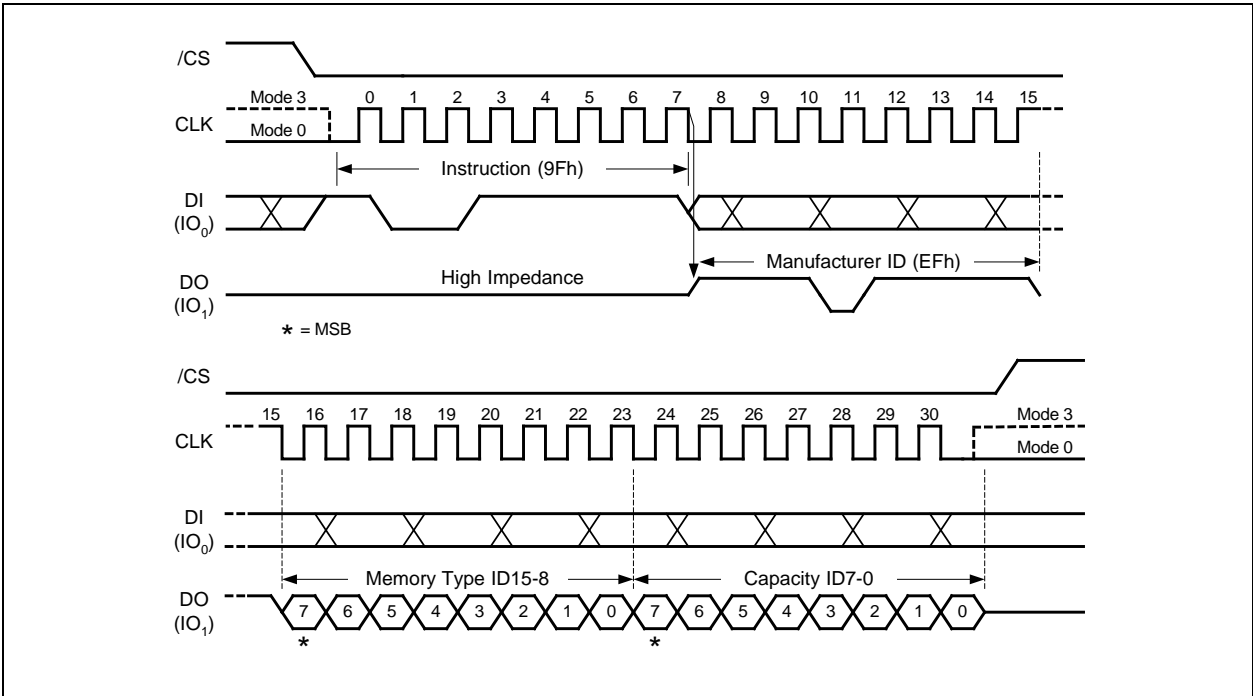 /CS
Mode 3 0 1 2 3 4 5 6 7 8 9 10 11 12 13 14 15
CLK
Mode 0
Instruction (9Fh)
DI
(IO₀)
Manufacturer ID (EFh)
High Impedance
DO
(IO₁)
* = MSB
/CS
15 16 17 18 19 20 21 22 23 24 25 26 27 28 29 30 Mode 3
CLK
Mode 0
DI
(IO₀)
Memory Type ID15-8 Capacity ID7-0
DO
7 6 5 4 3 2 1 0 7 6 5 4 3 2 1 0
(IO₁)
* *